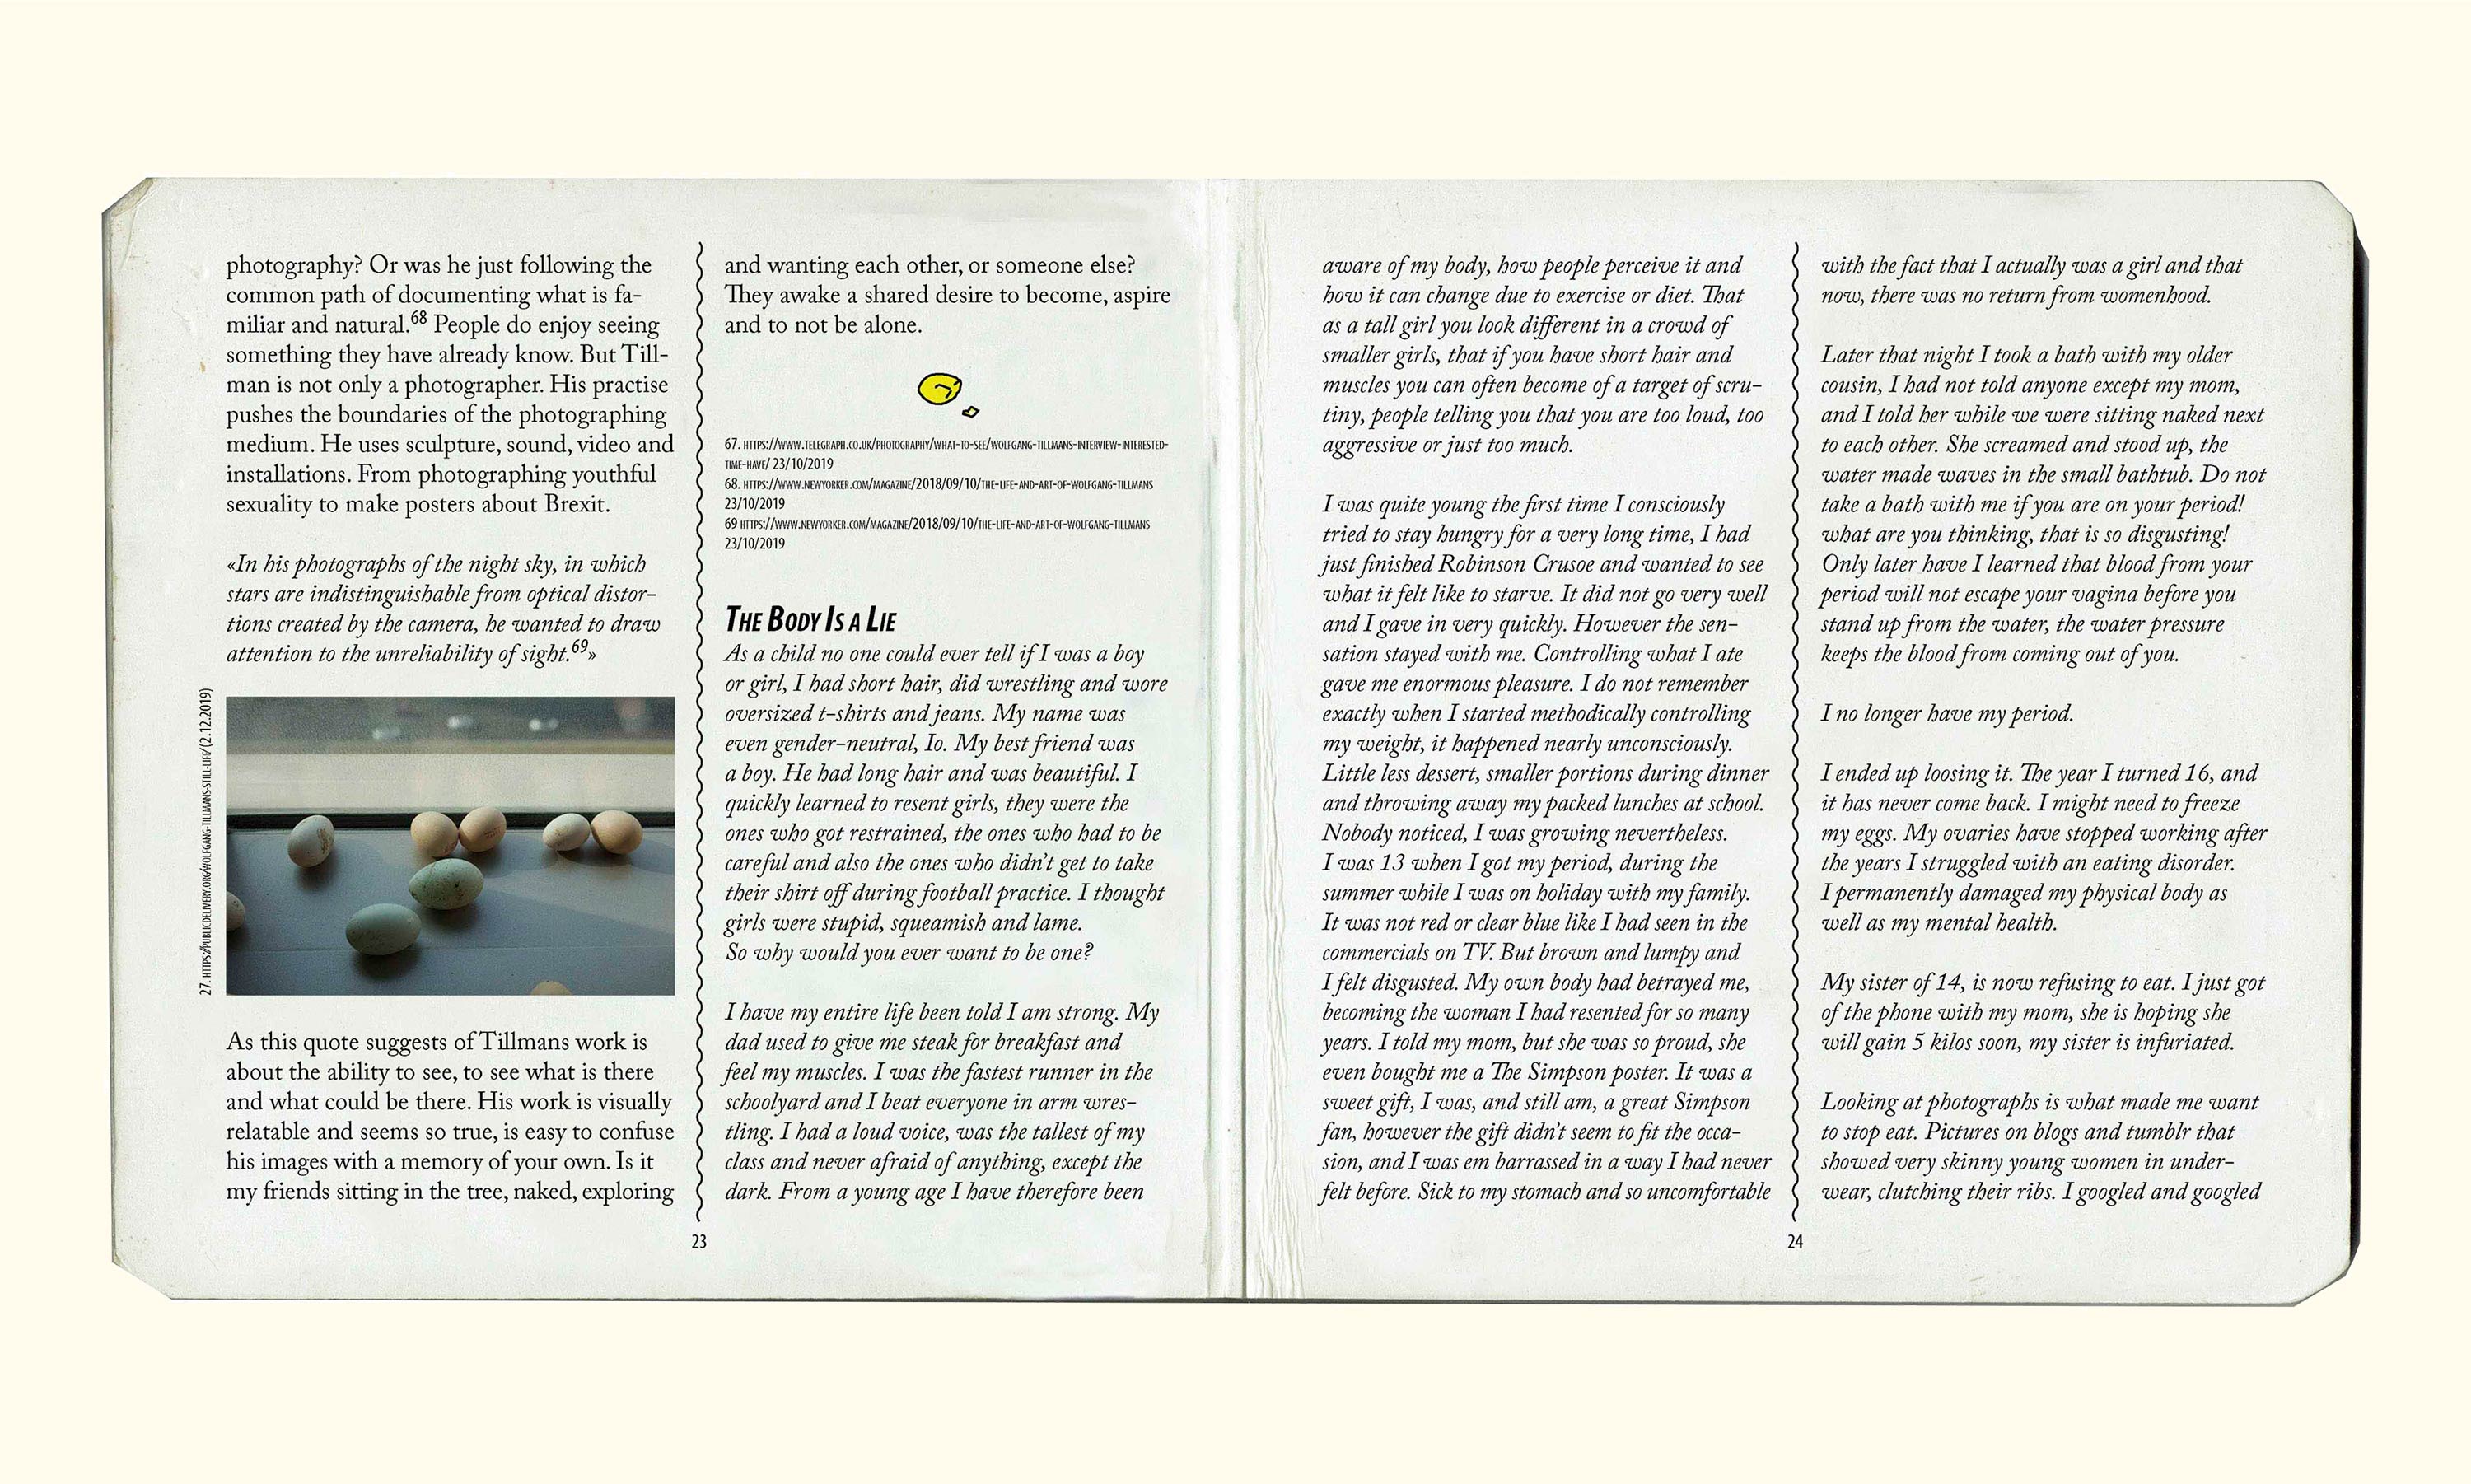 photography? Or was he just following the
common path of documenting what is fa-
miliar and natural.68 People do enjoy seeing
something they have already know. But Till-
man is not only a photographer. His practise
pushes the boundaries of the photographing
medium. He uses sculpture, sound, video and
installations. From photographing youthful
sexuality to make posters about Brexit.
«In his photographs of the night sky, in which
stars are indistinguishable from optical distor-
tions created by the camera, he wanted to draw
attention to the unreliability of sight.69»
27. HTTPS://PUBLICDELIVERY.ORG/WOLFGANG-TILLMANS-STILL-LIFE/ (2.12.2019)
As this quote suggests of Tillmans work is
about the ability to see, to see what is there
and what could be there. His work is visually
relatable and seems so true, is easy to confuse
his images with a memory of your own. Is it
my friends sitting in the tree, naked, exploring
and wanting each other, or someone else?
They awake a shared desire to become, aspire
and to not be alone.
67. HTTPS://WWW.TELEGRAPH.CO.UK/PHOTOGRAPHY/WHAT-TO-SEE/WOLFGANG-TILLMANS-INTERVIEW-INTERESTED-
TIME-HAVE/ 23/10/2019
68. HTTPS://WWW.NEWYORKER.COM/MAGAZINE/2018/09/10/THE-LIFE-AND-ART-OF-WOLFGANG-TILLMANS
23/10/2019
69 HTTPS://WWW.NEWYORKER.COM/MAGAZINE/2018/09/10/THE-LIFE-AND-ART-OF-WOLFGANG-TILLMANS
23/10/2019
THE BODY IS A LIE
As a child no one could ever tell if I was a boy
or girl, I had short hair, did wrestling and wore
oversized t-shirts and jeans. My name was
even gender-neutral, Io. My best friend was
a boy. He had long hair and was beautiful. I
quickly learned to resent girls, they were the
ones who got restrained, the ones who had to be
careful and also the ones who didn't get to take
their shirt off during football practice. I thought
girls were stupid, squeamish and lame.
So why would you ever want to be one?
I have my entire life been told I am strong. My
dad used to give me steak for breakfast and
feel my muscles. I was the fastest runner in the
schoolyard and I beat everyone in arm wres-
tling. I had a loud voice, was the tallest of my
class and never afraid of anything, except the
dark. From a young age I have therefore been
23
aware of my body, how people perceive it and
how it can change due to exercise or diet. That
as a tall girl you look different in a crowd of
smaller girls, that if you have short hair and
muscles you can often become of a target of scru-
tiny, people telling you that you are too loud, too
aggressive or just too much.
I was quite young the first time I consciously
tried to stay hungry for a very long time, I had
just finished Robinson Crusoe and wanted to see
what it felt like to starve. It did not go very well
and I gave in very quickly. However the sen-
sation stayed with me. Controlling what I ate
gave me enormous pleasure. I do not remember
exactly when I started methodically controlling
my weight, it happened nearly unconsciously.
Little less dessert, smaller portions during dinner
and throwing away my packed lunches at school.
Nobody noticed, I was growing nevertheless.
I was 13 when I got my period, during the
summer while I was on holiday with my family.
It was not red or clear blue like I had seen in the
commercials on TV. But brown and lumpy and
I felt disgusted. My own body had betrayed me,
becoming the woman I had resented for so many
years. I told my mom, but she was so proud, she
even bought me a The Simpson poster. It was a
sweet gift, I was, and still am, a great Simpson
fan, however the gift didn't seem to fit the occa-
sion, and I was em barrassed in a way I had never
felt before. Sick to my stomach and so uncomfortable
with the fact that I actually was a girl and that
now, there was no return from womenhood.
Later that night I took a bath with my older
cousin, I had not told anyone except my mom,
and I told her while we were sitting naked next
to each other. She screamed and stood up, the
water made waves in the small bathtub. Do not
take a bath with me if you are on your period!
what are you thinking, that is so disgusting!
Only later have I learned that blood from your
period will not escape your vagina before you
stand up from the water, the water pressure
keeps the blood from coming out of you.
I no longer have my period.
I ended up loosing it. The year I turned 16, and
it has never come back. I might need to freeze
my eggs. My ovaries have stopped working after
the years I struggled with an eating disorder.
I permanently damaged my physical body as
well as my mental health.
My sister of 14, is now refusing to eat. I just got
of the phone with my mom, she is hoping she
will gain 5 kilos soon, my sister is infuriated.
Looking at photographs is what made me want
to stop eat. Pictures on blogs and tumblr that
showed very skinny young women in under-
wear, clutching their ribs. I googled and googled
24